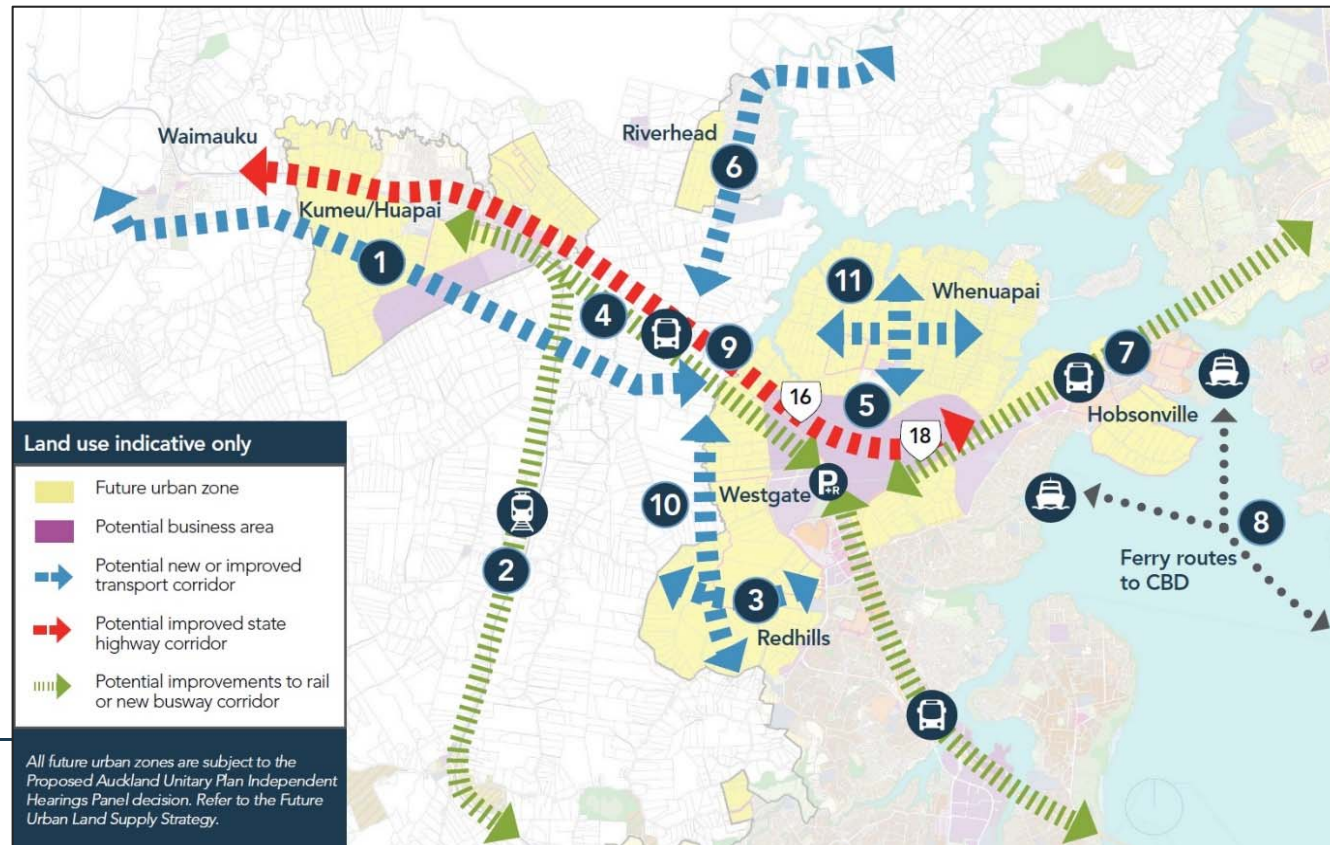 Waimauku
Riverhead
6
Kumeu/Huapai
1
11
Whenuapai
4
9
7
16
5
18
Hobsonville
Westgate
P+R
10
8
Ferry routes
to CBD
2
3
Redhills
Land use indicative only
Future urban zone
Potential business area
Potential new or improved
transport corridor
Potential improved state
highway corridor
Potential improvements to rail
or new busway corridor
All future urban zones are subject to the
Proposed Auckland Unitary Plan Independent
Hearings Panel decision. Refer to the Future
Urban Land Supply Strategy.